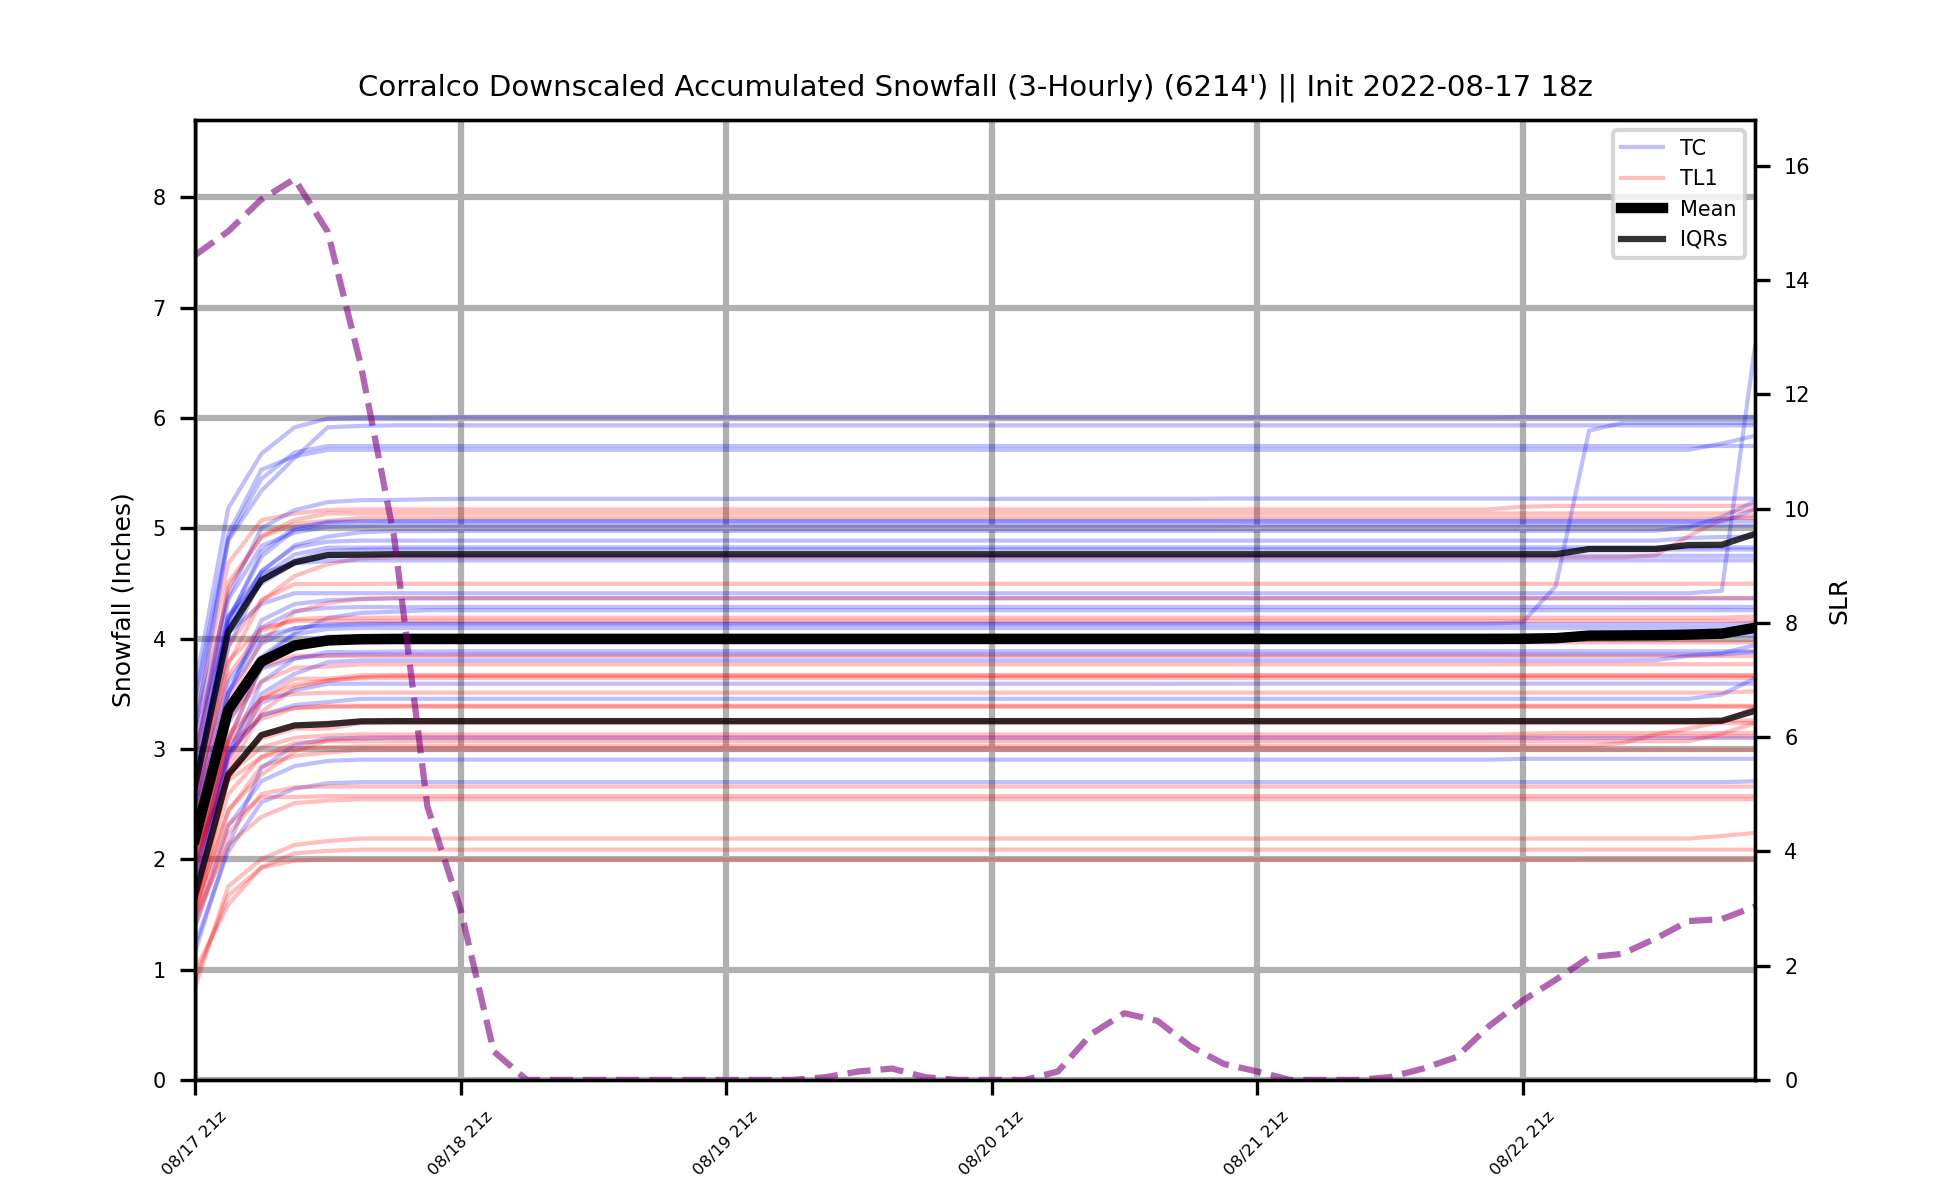 Corralco Downscaled Accumulated Snowfall (3-Hourly) (6214') || Init 2022-08-17 18z
TC
TL1
Mean
IQRs
Snowfall (Inches)
8
7
6
5
4
3
2
1
0
16
14
12
10
8
6
4
2
0
SLR
08/17 21z
08/18 21z
08/19 21z
08/20 21z
08/21 21z
08/22 21z